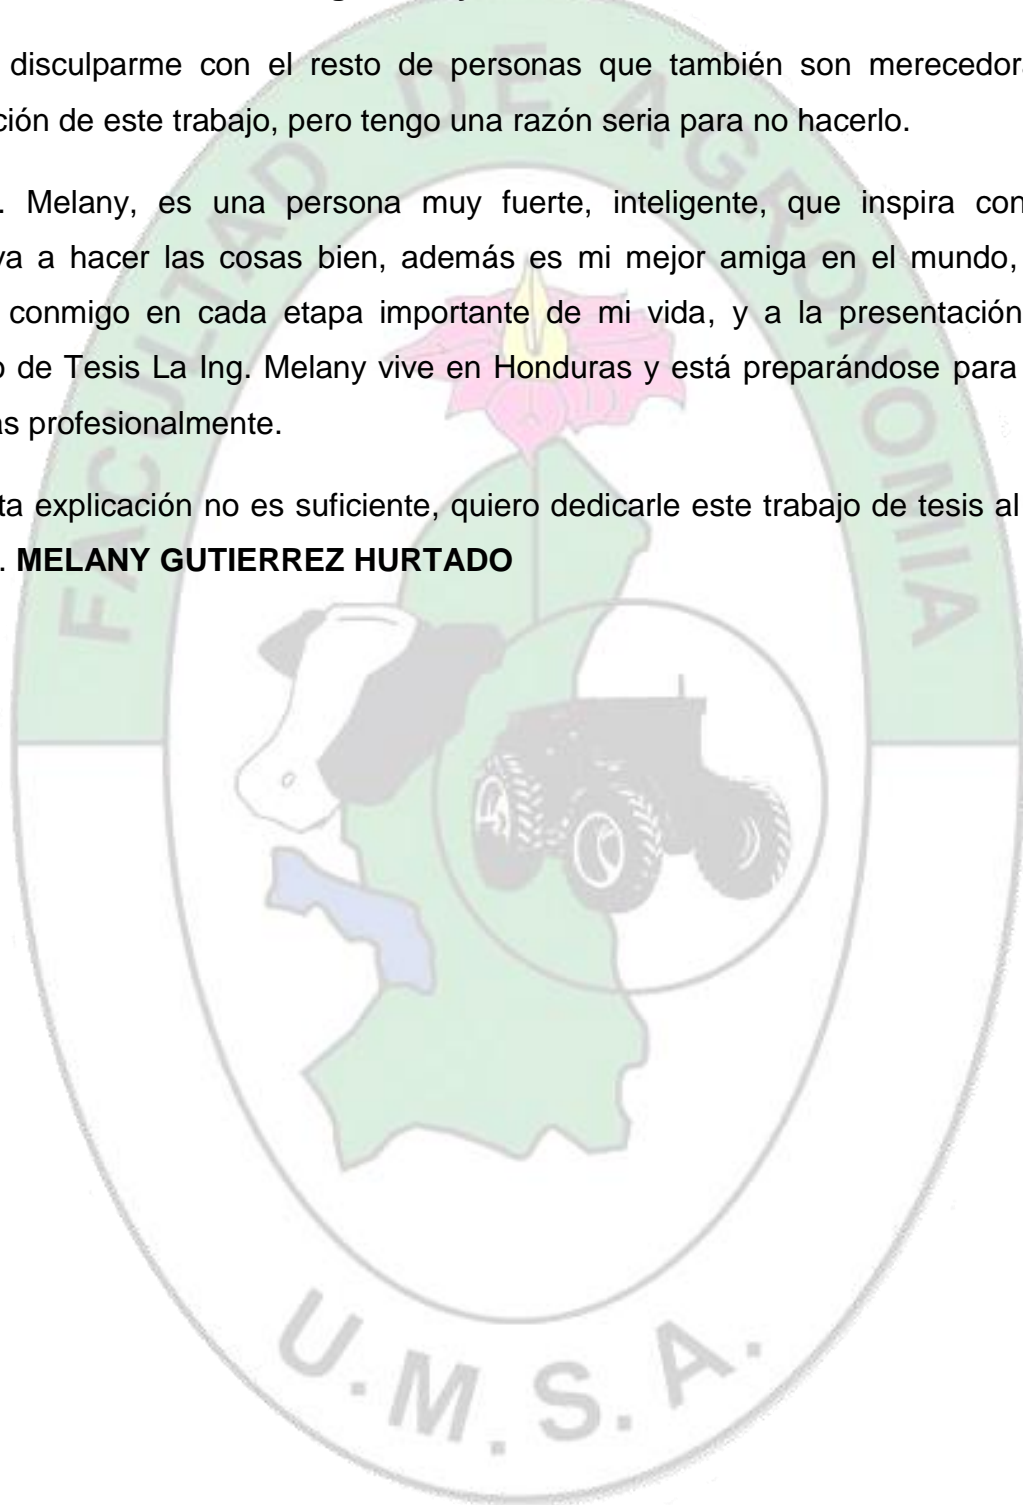 disculparme con el resto de personas que también son merecedora
ción de este trabajo, pero tengo una razón seria para no hacerlo.
. Melany, es una persona muy fuerte, inteligente, que inspira con
va a hacer las cosas bien, además es mi mejor amiga en el mundo,
conmigo en cada etapa importante de mi vida, y a la presentación
o de Tesis La Ing. Melany vive en Honduras y está preparándose para
as profesionalmente.
ta explicación no es suficiente, quiero dedicarle este trabajo de tesis al
. MELANY GUTIERREZ HURTADO
FACULTAD DE AGRONOMIA
U.M.S.A.